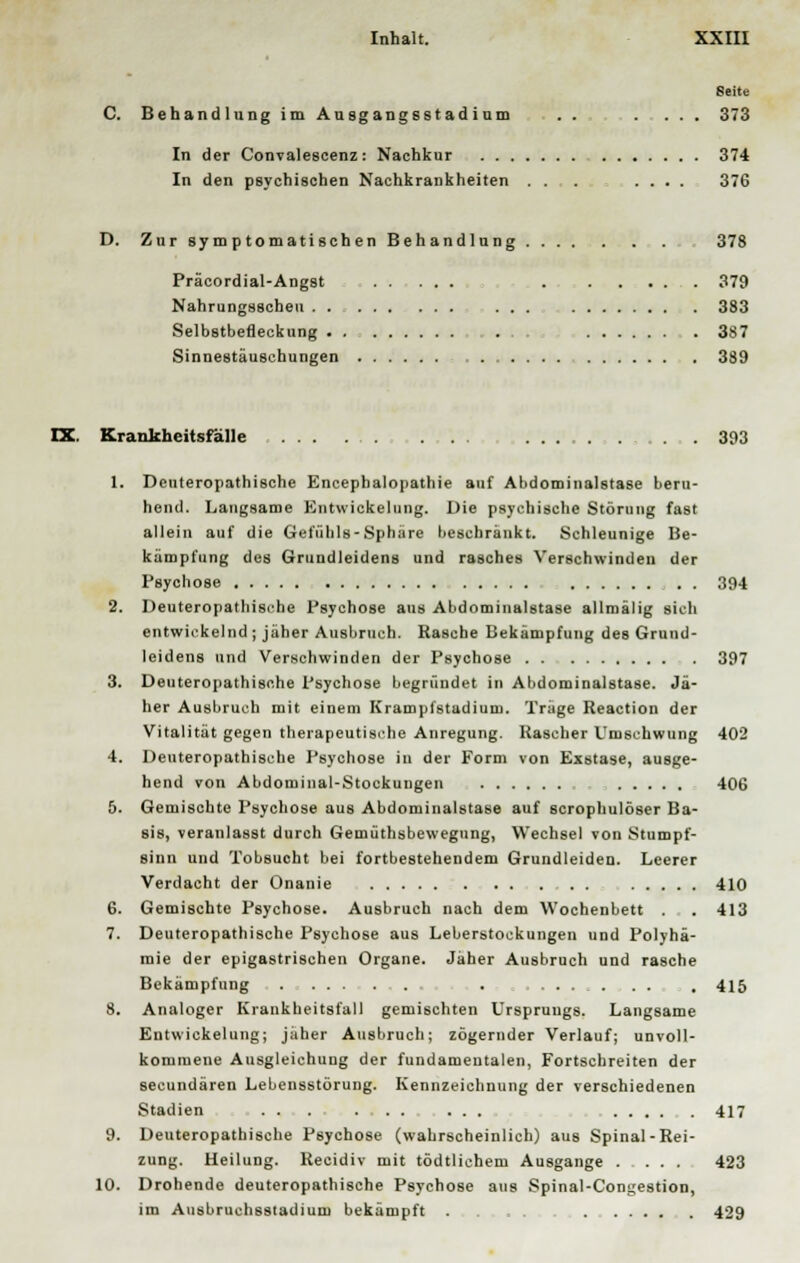 Inhalt. XXIII
Seite
C. Behandlung im Ausgangsstadium . . . . . . 373
In der Convalescenz: Nachkur . . . . . . . . . . . . . . 374
In den psychischen Nachkrankheiten . . . . . . . . 376
D. Zur symptomatischen Behandlung . . . . . . . . 378
Präcordial-Angst . . . . . . . . . . . . 379
Nahrungsscheu . . . . . . . . . . . . . . . . . . . 383
Selbstbefleckung . . . . . . . . . . . . . . . . . 387
Sinnestäuschungen . . . . . . . . . . . . . . . . . . . 389
IX. Krankheitsfälle . . . . . . . . . . . . . . . . . . . 393
1. Deuteropathische Encephalopathie auf Abdominalstase beru-
hend. Langsame Entwickelung. Die psychische Störung fast
allein auf die Gefühls-Sphäre beschränkt. Schleunige Be-
kämpfung des Grundleidens und rasches Verschwinden der
Psychose . . . . . . . . . . . . . . . . . . . . . . . . . 394
2. Deuteropathische Psychose aus Abdominalstase allmälig sich
entwickelnd; jäher Ausbruch. Rasche Bekämpfung des Grund-
leidens und Verschwinden der Psychose . . . . . . . . . . 397
3. Deuteropathische Psychose begründet in Abdominalstase. Jä-
her Ausbruch mit einem Krampfstadium. Träge Reaction der
Vitalität gegen therapeutische Anregung. Rascher Umschwung 402
4. Deuteropathische Psychose in der Form von Exstase, ausge-
hend von Abdominal-Stockungen . . . . . . . . . . . . 406
5. Gemischte Psychose aus Abdominalstase auf scrophulöser Ba-
sis, veranlasst durch Gemüthsbewegung, Wechsel von Stumpf-
sinn und Tobsucht bei fortbestehendem Grundleiden. Leerer
Verdacht der Onanie . . . . . . . . . . . . . . . . 410
6. Gemischte Psychose. Ausbruch nach dem Wochenbett . . . 413
7. Deuteropathische Psychose aus Leberstockungen und Polyhä-
mie der epigastrischen Organe. Jäher Ausbruch und rasche
Bekämpfung . . . . . . . . . . . . . . . . . . 415
8. Analoger Krankheitsfall gemischten Ursprungs. Langsame
Entwickelung; jäher Ausbruch; zögernder Verlauf; unvoll-
kommene Ausgleichung der fundamentalen, Fortschreiten der
secundären Lebensstörung. Kennzeichnung der verschiedenen
Stadien . . . . . . . . . . . . . . . 417
9. Deuteropathische Psychose (wahrscheinlich) aus Spinal-Rei-
zung. Heilung. Recidiv mit tödtlichem Ausgange . . . . . 423
10. Drohende deuteropathische Psychose aus Spinal-Congestion,
im Ausbruchsstadium bekämpft . . . . . . . . . 429